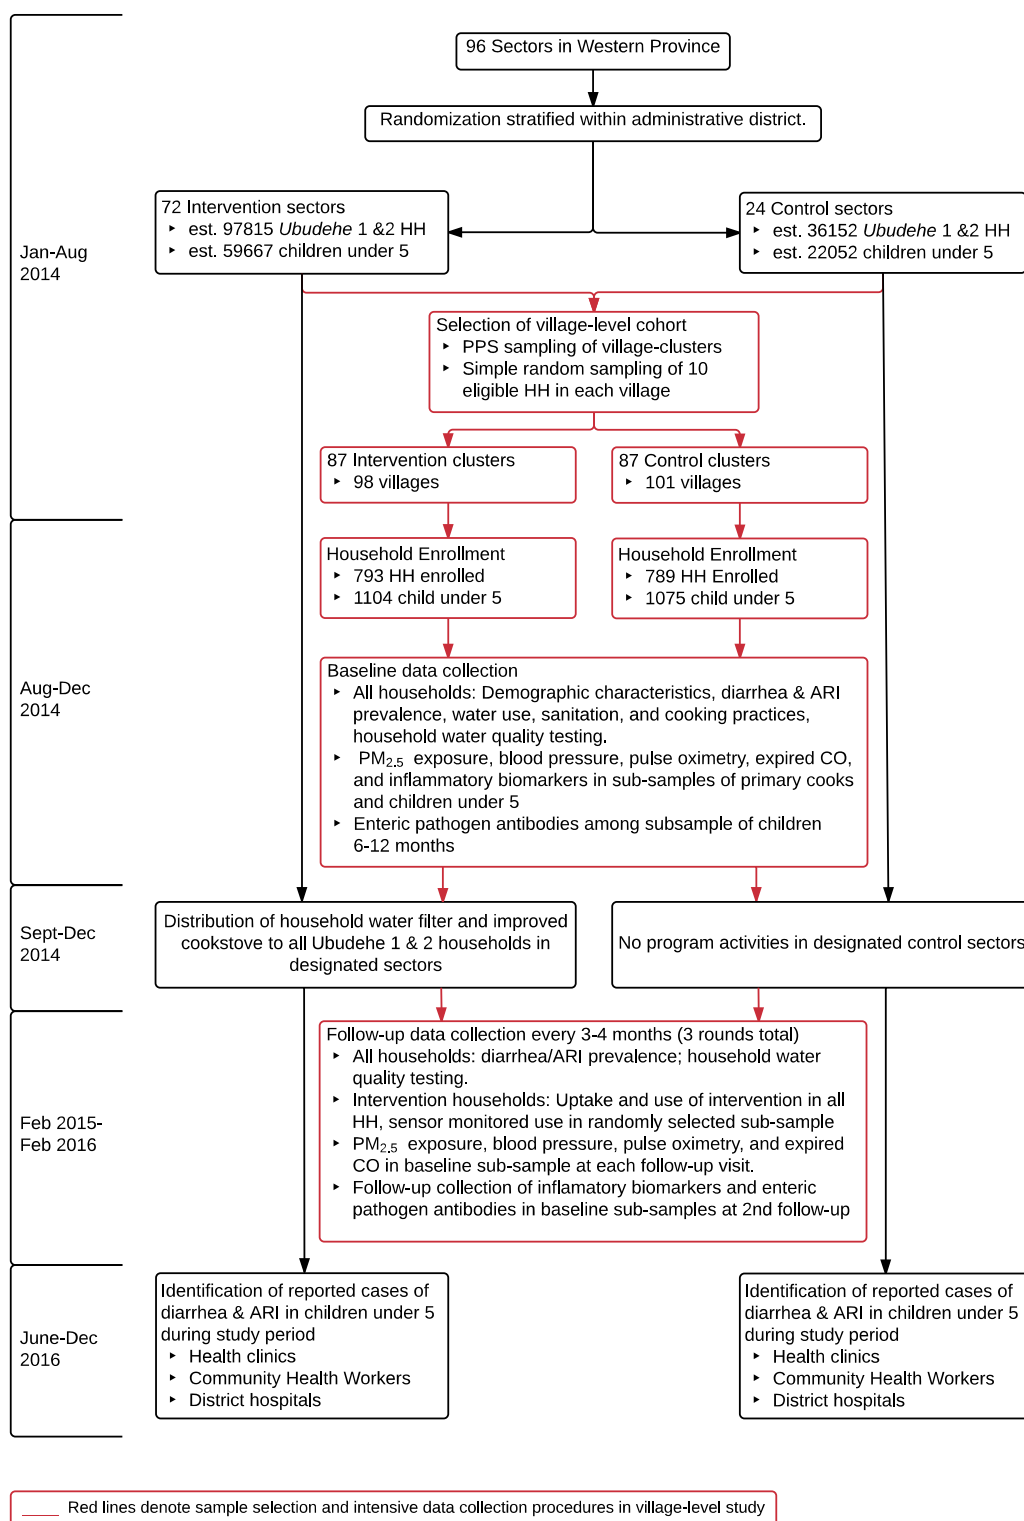 96 Sectors in Western Province
Randomization stratified within administrative district.
Jan-Aug
2014
72 Intervention sectors
‣ est. 97815 Ubudehe 1 &2 HH
‣ est. 59667 children under 5
24 Control sectors
‣ est. 36152 Ubudehe 1 &2 HH
‣ est. 22052 children under 5
Selection of village-level cohort
‣ PPS sampling of village-clusters
‣ Simple random sampling of 10
eligible HH in each village
87 Intervention clusters
‣ 98 villages
87 Control clusters
‣ 101 villages
Aug-Dec
2014
Household Enrollment
‣ 793 HH enrolled
‣ 1104 child under 5
Household Enrollment
‣ 789 HH Enrolled
‣ 1075 child under 5
Baseline data collection
‣ All households: Demographic characteristics, diarrhea & ARI
prevalence, water use, sanitation, and cooking practices,
household water quality testing.
‣ PM2.5 exposure, blood pressure, pulse oximetry, expired CO,
and inflammatory biomarkers in sub-samples of primary cooks
and children under 5
‣ Enteric pathogen antibodies among subsample of children
6-12 months
Sept-Dec
2014
Distribution of household water filter and improved
cookstove to all Ubudehe 1 & 2 households in
designated sectors
No program activities in designated control sectors
Feb 2015-
Feb 2016
Follow-up data collection every 3-4 months (3 rounds total)
‣ All households: diarrhea/ARI prevalence; household water
quality testing.
‣ Intervention households: Uptake and use of intervention in all
HH, sensor monitored use in randomly selected sub-sample
‣ PM2.5 exposure, blood pressure, pulse oximetry, and expired
CO in baseline sub-sample at each follow-up visit.
‣ Follow-up collection of inflamatory biomarkers and enteric
pathogen antibodies in baseline sub-samples at 2nd follow-up
June-Dec
2016
Identification of reported cases of
diarrhea & ARI in children under 5
during study period
‣ Health clinics
‣ Community Health Workers
‣ District hospitals
Identification of reported cases of
diarrhea & ARI in children under 5
during study period
‣ Health clinics
‣ Community Health Workers
‣ District hospitals
____ Red lines denote sample selection and intensive data collection procedures in village-level study